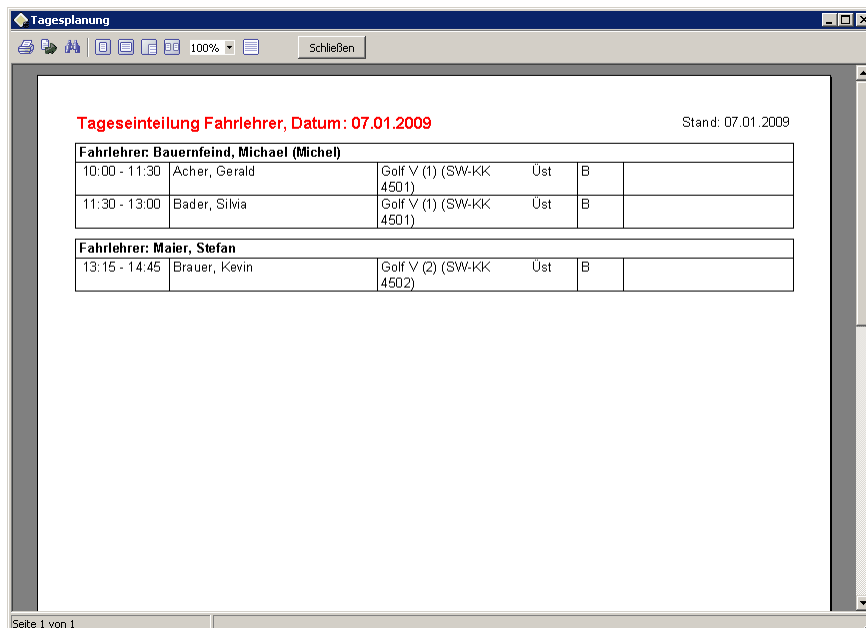 Tagesplanung
100% Schließen
Tageseinteilung Fahrlehrer, Datum: 07.01.2009 Stand: 07.01.2009
Fahrlehrer: Bauernfeind, Michael (Michel)
10:00 - 11:30 Acher, Gerald Golf V (1) (SW-KK Üst B
4501)
11:30 - 13:00 Bader, Silvia Golf V (1) (SW-KK Üst B
4501)
Fahrlehrer: Maier, Stefan
13:15 - 14:45 Brauer, Kevin Golf V (2) (SW-KK Üst B
4502)
Seite 1 von 1